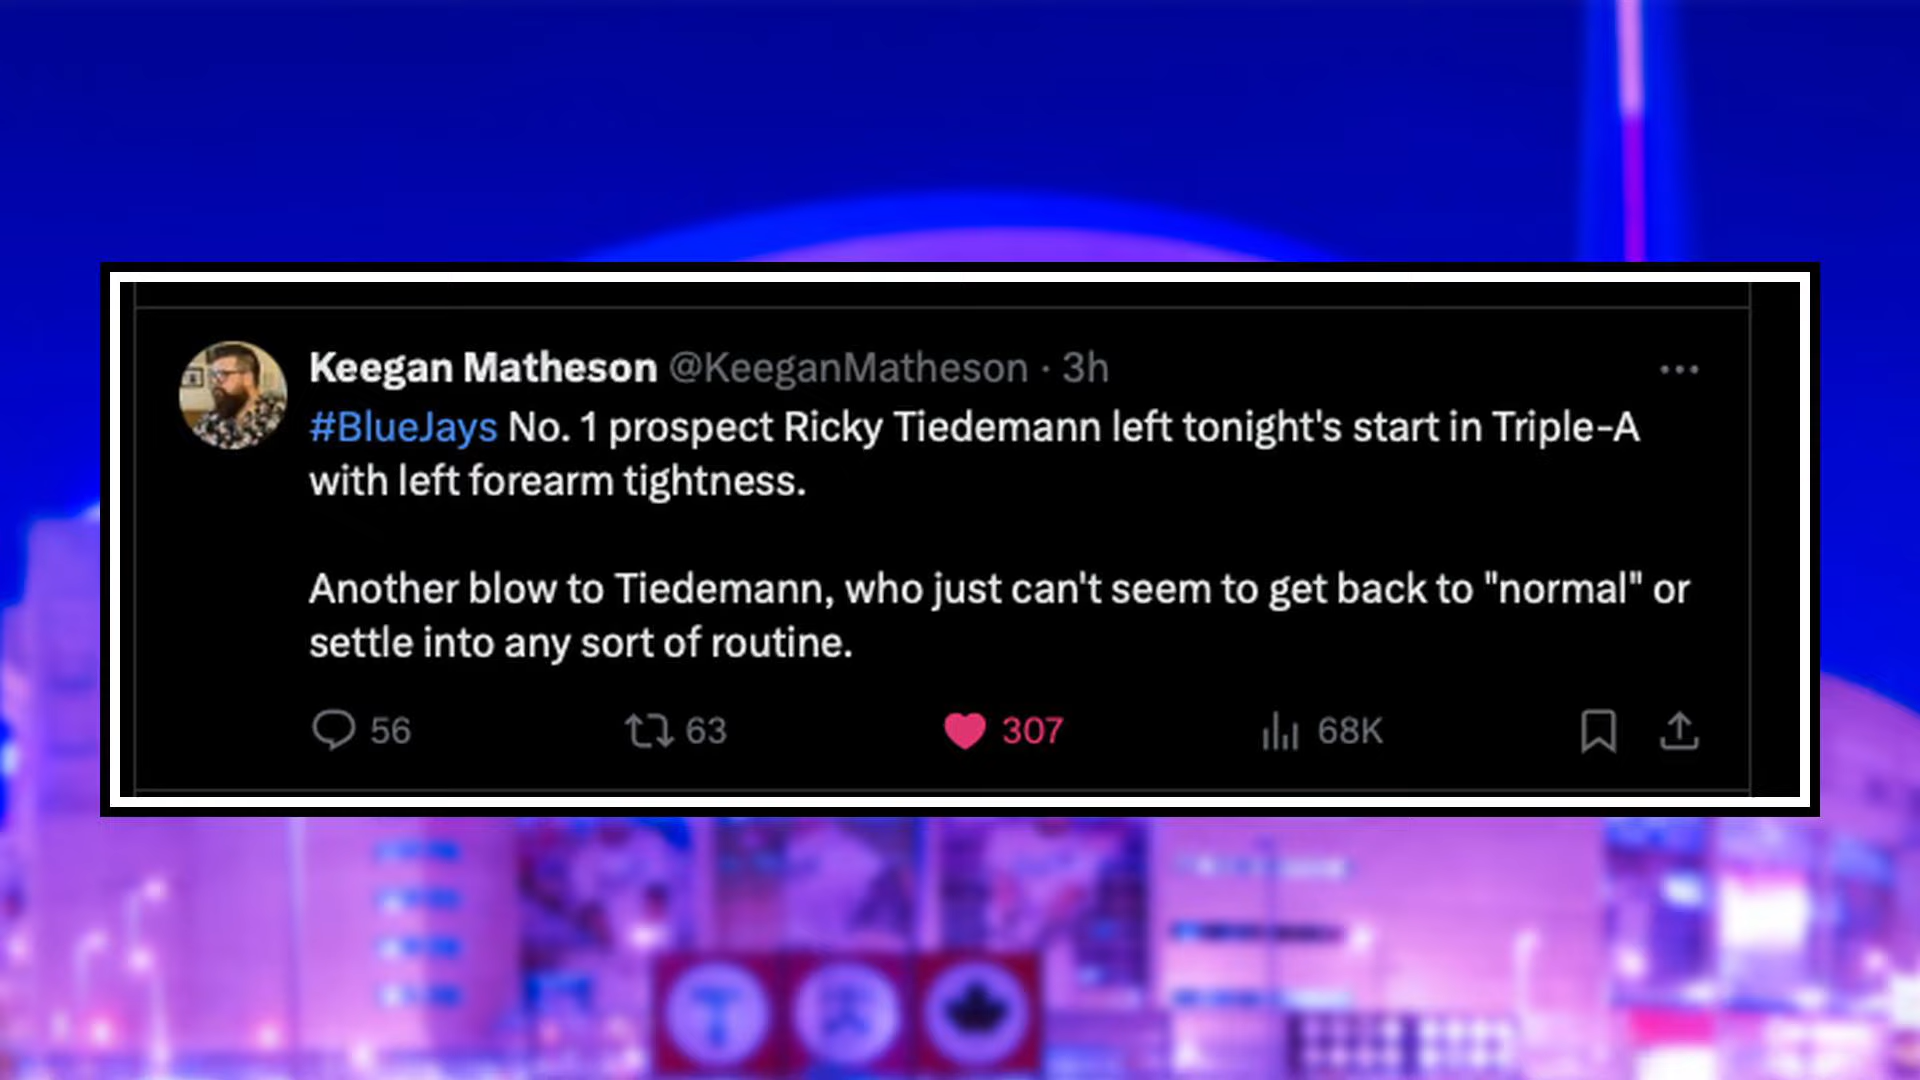 Keegan Matheson @KeeganMatheson · 3h
#BlueJays No. 1 prospect Ricky Tiedemann left tonight's start in Triple-A
with left forearm tightness.
Another blow to Tiedemann, who just can't seem to get back to "normal" or
settle into any sort of routine.
56 63 307 68K